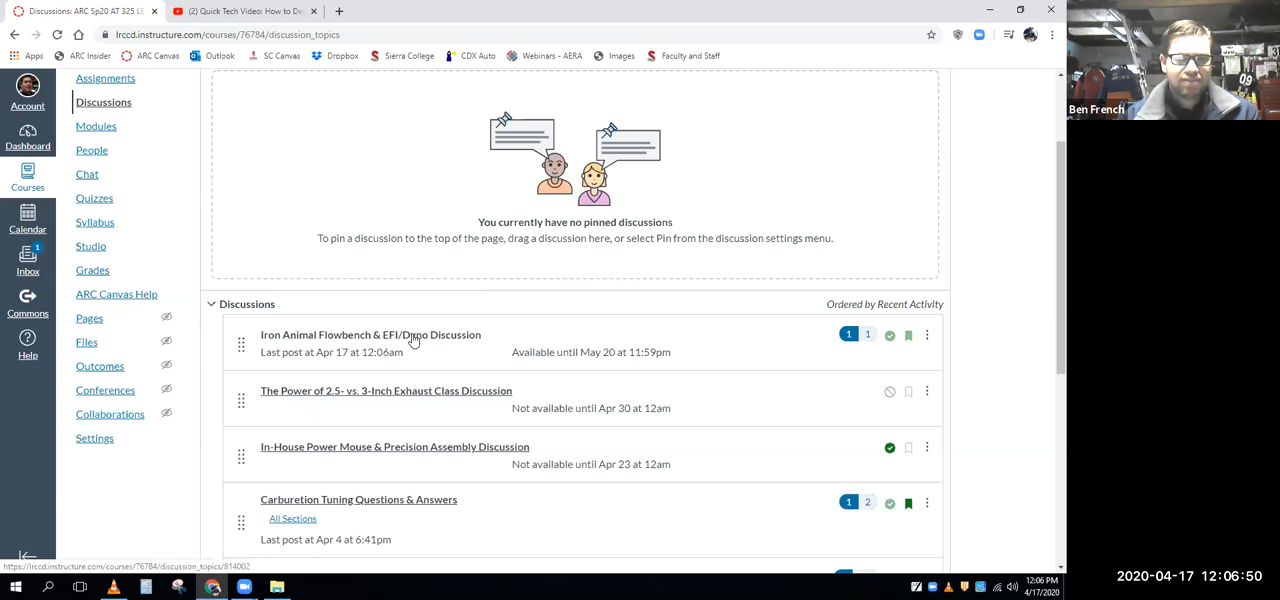 Discussions: ARC Sp20 AT 325 LE
(2) Quick Tech Video: How to De
lrccd.instructure.com/courses/76784/discussion_topics
Apps
ARC Insider
ARC Canvas
Outlook
SC Canvas
Dropbox
Sierra College
CDX Auto
Webinars - AERA
Images
Faculty and Staff
Ben French
Account
Dashboard
Courses
Calendar
1
Inbox
Commons
Help
Assignments
Discussions
Modules
People
Chat
Quizzes
Syllabus
Studio
Grades
ARC Canvas Help
Pages
Files
Outcomes
Conferences
Collaborations
Settings
You currently have no pinned discussions
To pin a discussion to the top of the page, drag a discussion here, or select Pin from the discussion settings menu.
Discussions
Ordered by Recent Activity
Iron Animal Flowbench & EFI/Dyno Discussion
1 1
Last post at Apr 17 at 12:06am
Available until May 20 at 11:59pm
The Power of 2.5- vs. 3-Inch Exhaust Class Discussion
Not available until Apr 30 at 12am
In-House Power Mouse & Precision Assembly Discussion
Not available until Apr 23 at 12am
Carburetion Tuning Questions & Answers
1 2
All Sections
Last post at Apr 4 at 6:41pm
https://lrccd.instructure.com/courses/76784/discussion_topics/814002
12:06 PM
4/17/2020
2020-04-17 12:06:50
09